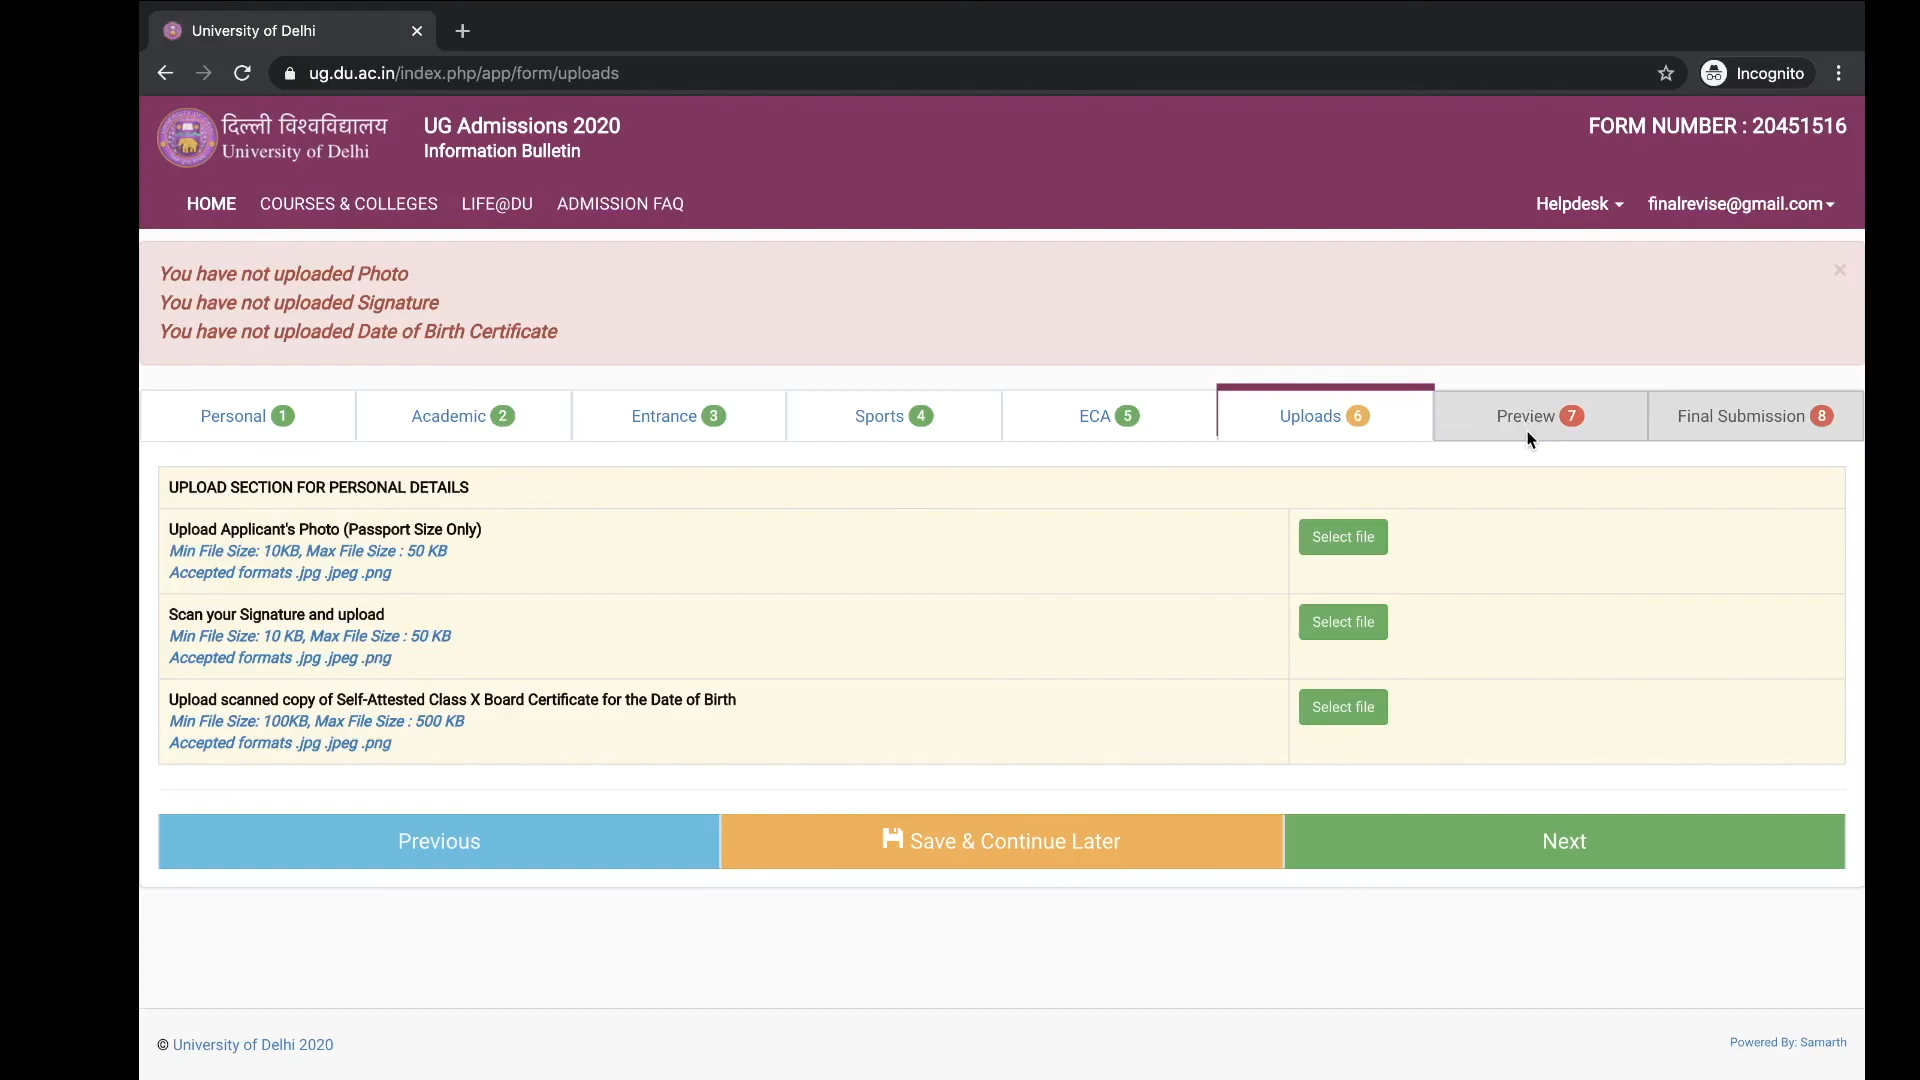 University of Delhi
ug.du.ac.in/index.php/app/form/uploads
Incognito
दिल्ली विश्वविद्यालय
University of Delhi
UG Admissions 2020
Information Bulletin
FORM NUMBER : 20451516
HOME COURSES & COLLEGES LIFE@DU ADMISSION FAQ
Helpdesk finalrevise@gmail.com
You have not uploaded Photo
You have not uploaded Signature
You have not uploaded Date of Birth Certificate
×
Personal 1 Academic 2 Entrance 3 Sports 4 ECA 5 Uploads 6 Preview 7 Final Submission 8
UPLOAD SECTION FOR PERSONAL DETAILS
Upload Applicant's Photo (Passport Size Only)
Min File Size: 10KB, Max File Size : 50 KB
Accepted formats .jpg .jpeg .png
Select file
Scan your Signature and upload
Min File Size: 10 KB, Max File Size : 50 KB
Accepted formats .jpg .jpeg .png
Select file
Upload scanned copy of Self-Attested Class X Board Certificate for the Date of Birth
Min File Size: 100KB, Max File Size : 500 KB
Accepted formats .jpg .jpeg .png
Select file
Previous
Save & Continue Later
Next
© University of Delhi 2020
Powered By: Samarth